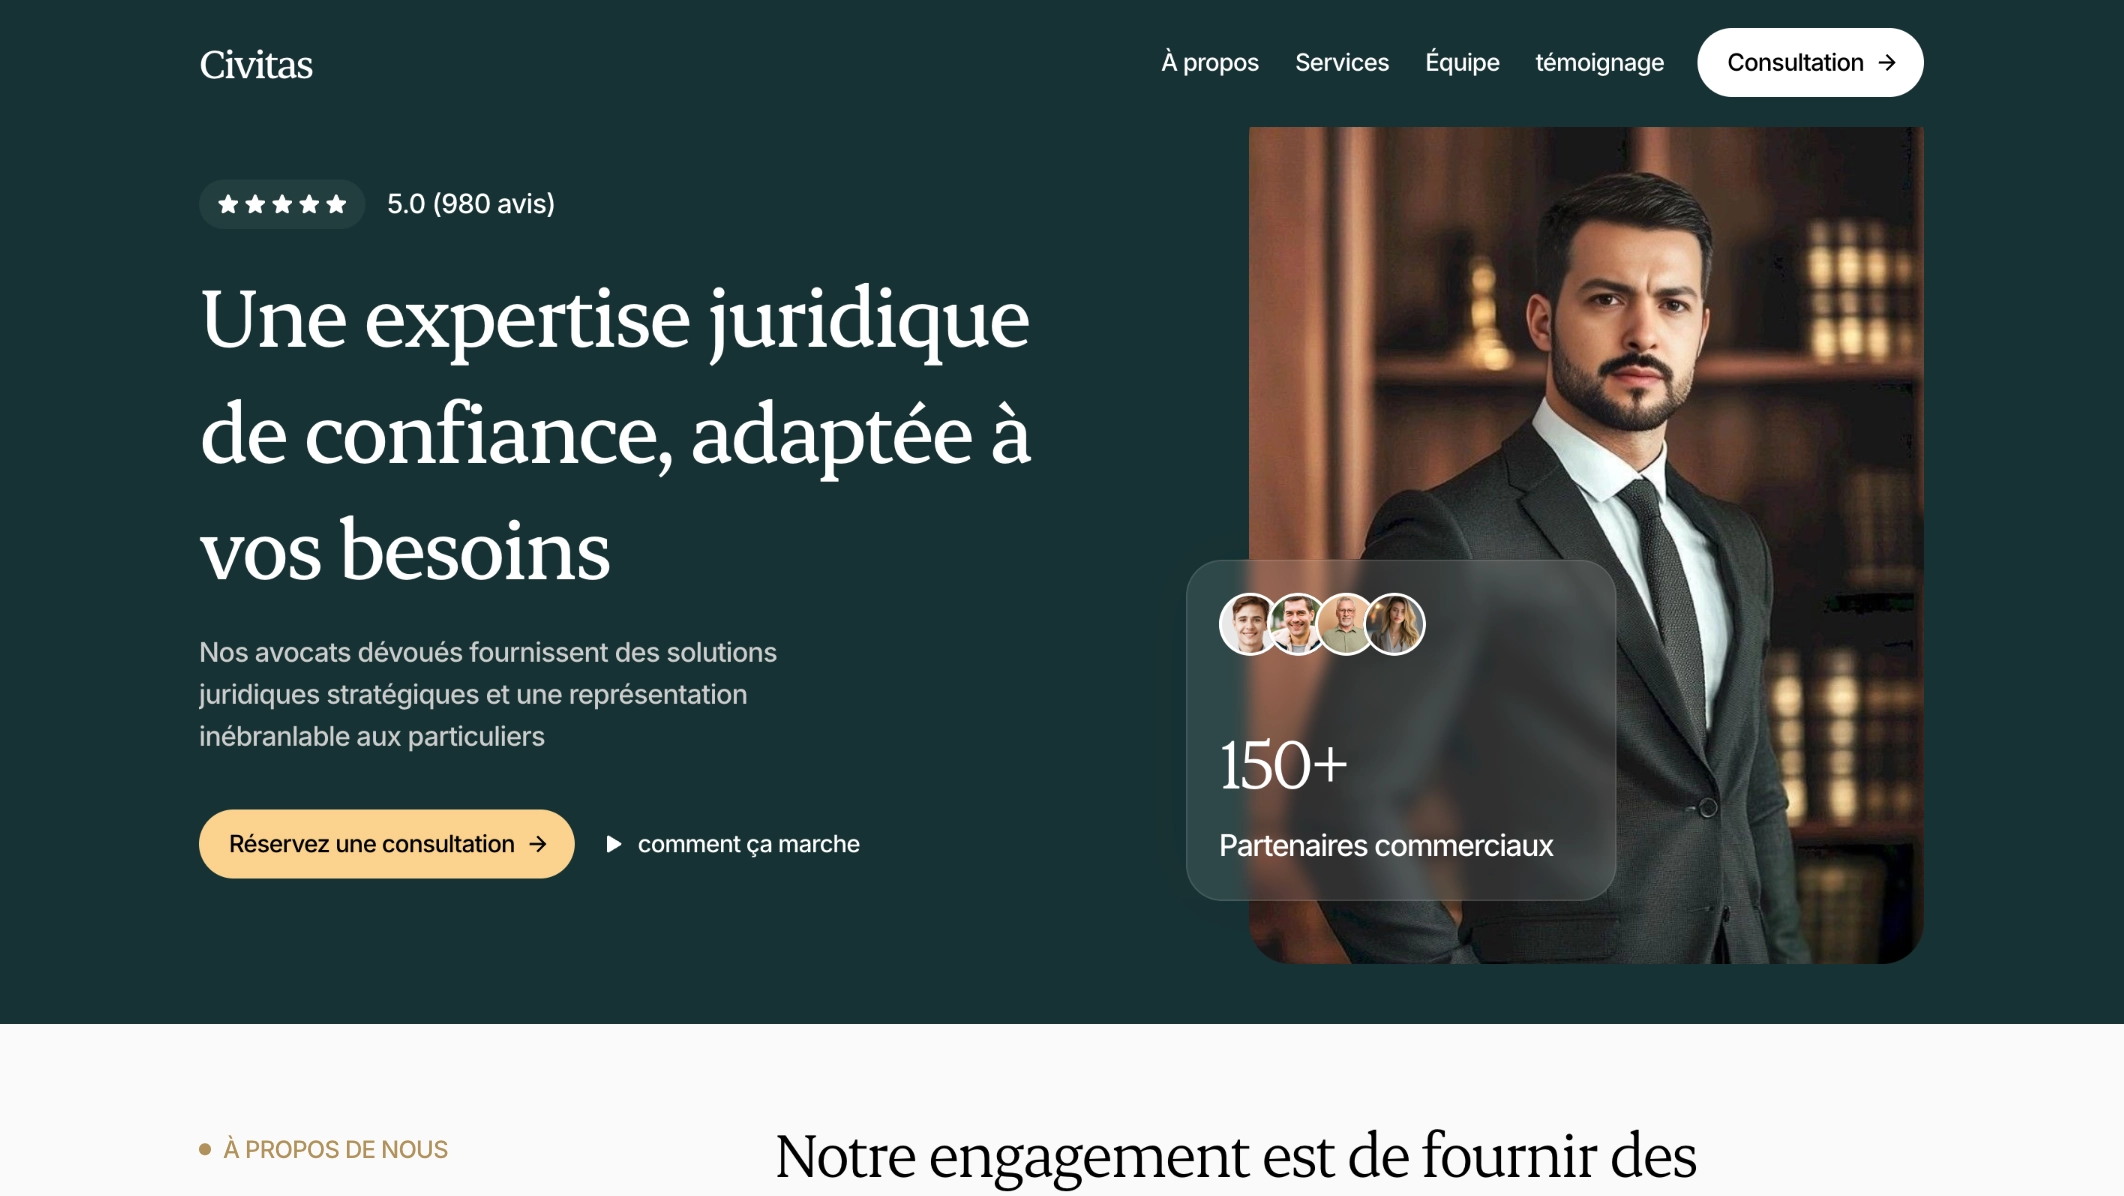 Civitas
À propos
Services
Équipe
témoignage
Consultation
5.0 (980 avis)
Une expertise juridique
de confiance, adaptée à
vos besoins
Nos avocats dévoués fournissent des solutions
juridiques stratégiques et une représentation
inébranlable aux particuliers
Réservez une consultation
comment ça marche
150+
Partenaires commerciaux
À PROPOS DE NOUS
Notre engagement est de fournir des